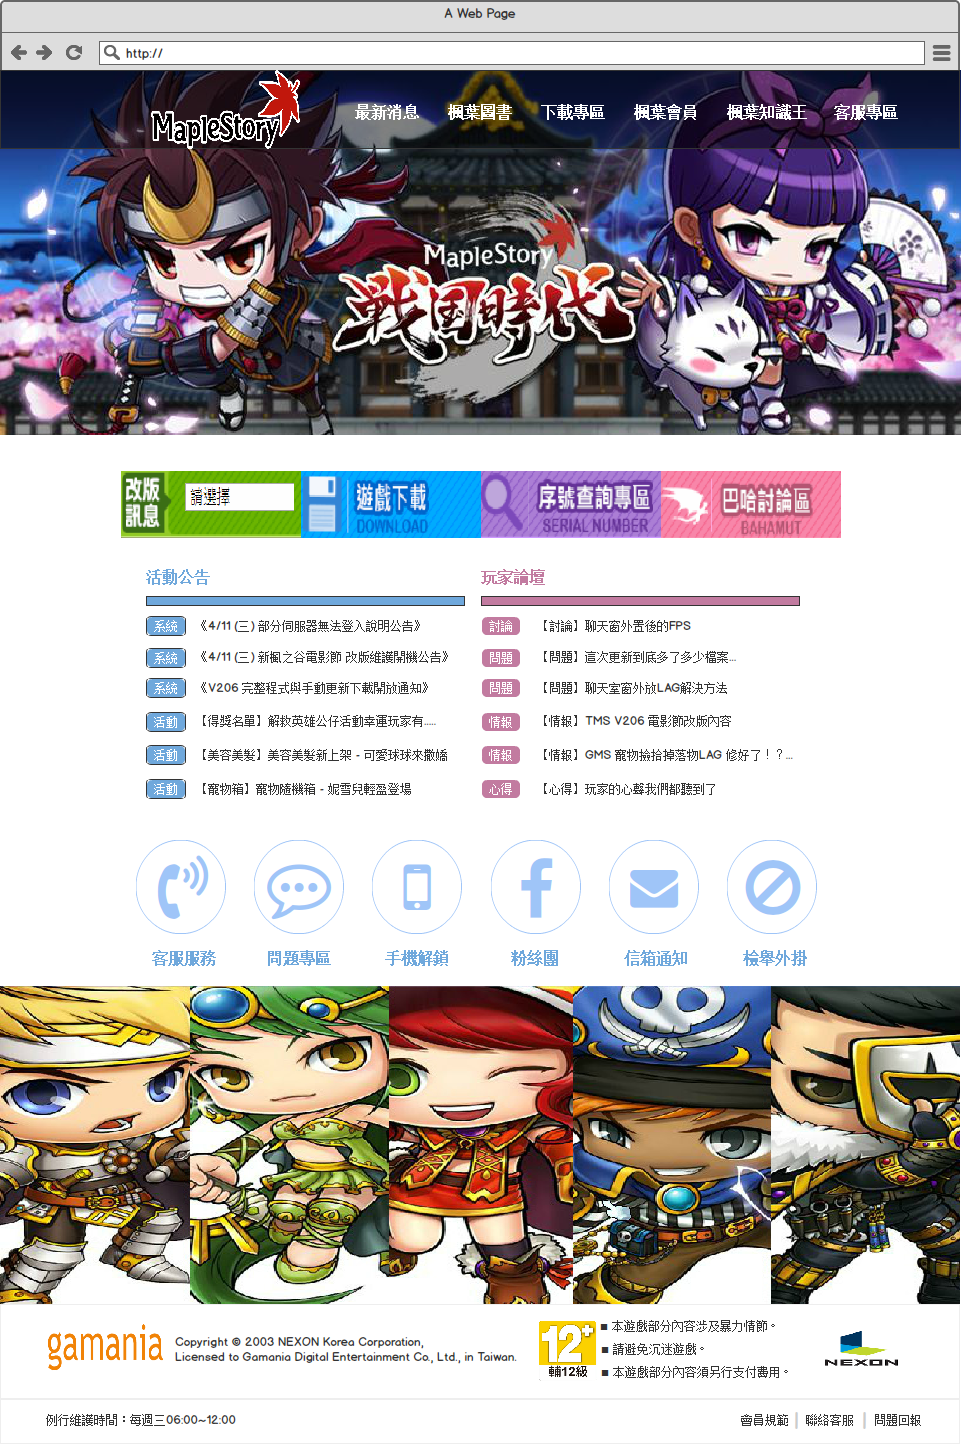 A Web Page
http://
MapleStory
最新消息 楓葉圖書 下載專區 楓葉會員 楓葉知識王 客服專區
MapleStory
戦国時代
改版訊息
請選擇
遊戲下載
DOWNLOAD
序號查詢專區
SERIAL NUMBER
巴哈討論區
BAHAMUT
活動公告
系統 《4/11 (三) 部分伺服器無法登入說明公告》
系統 《4/11 (三) 新楓之谷電影節 改版維護開機公告》
系統 《V206 完整程式與手動更新下載開放通知》
活動 【得獎名單】解救英雄公仔活動幸運玩家有.....
活動 【美容美髮】美容美髮新上架 - 可愛球球來撒嬌
活動 【寵物箱】寵物隨機箱 - 妮雪兒輕盈登場
玩家論壇
討論 【討論】聊天窗外置後的FPS
問題 【問題】這次更新到底多了多少檔案...
問題 【問題】聊天室窗外放LAG解決方法
情報 【情報】TMS V206 電影節改版內容
情報 【情報】GMS 寵物撿拾掉落物LAG 修好了！？...
心得 【心得】玩家的心聲我們都聽到了
客服服務 問題專區 手機解鎖 粉絲團 信箱通知 檢舉外掛
gamania
Copyright © 2003 NEXON Korea Corporation,
Licensed to Gamania Digital Entertainment Co., Ltd., in Taiwan.
12+
輔12級
■ 本遊戲部分內容涉及暴力情節。
■ 請避免沉迷遊戲。
■ 本遊戲部分內容須另行支付費用。
NEXON
例行維護時間：每週三06:00~12:00
會員規範 | 聯絡客服 | 問題回報